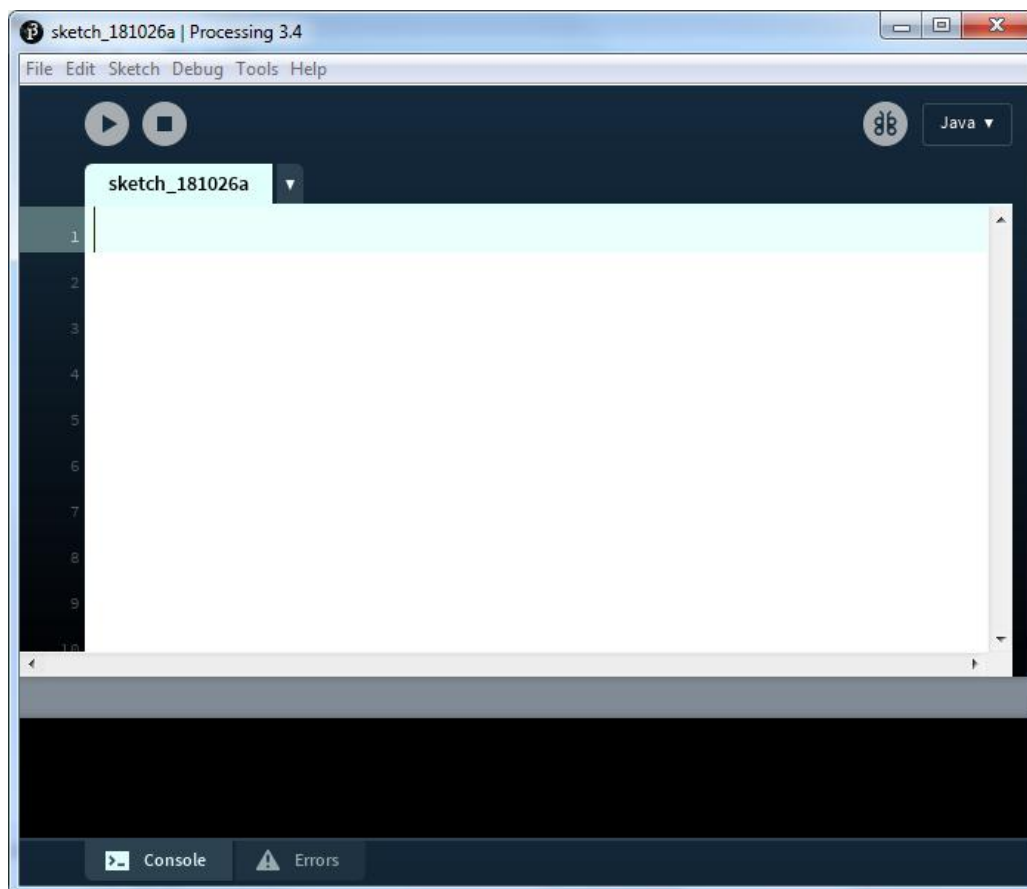 sketch_181026a | Processing 3.4
File Edit Sketch Debug Tools Help
Java ▾
sketch_181026a ▾
1
2
3
4
5
6
7
8
9
10
>_ Console
Errors